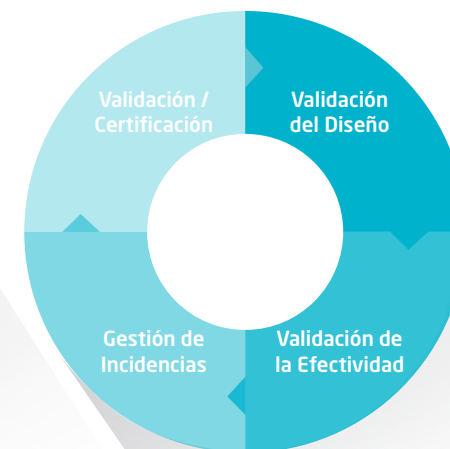 Validación /
Certificación
Validación
del Diseño
Gestión de
Incidencias
Validación de
la Efectividad